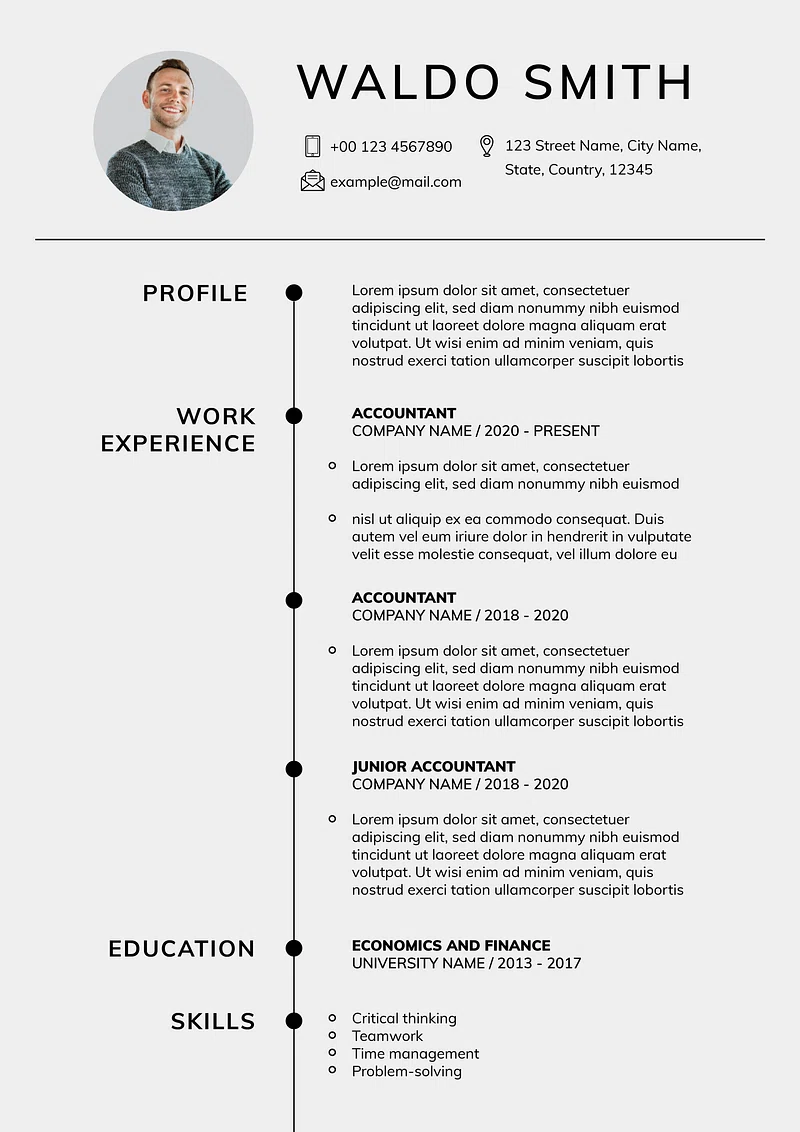 WALDO SMITH
+00 123 4567890
example@mail.com
123 Street Name, City Name,
State, Country, 12345
PROFILE
Lorem ipsum dolor sit amet, consectetuer
adipiscing elit, sed diam nonummy nibh euismod
tincidunt ut laoreet dolore magna aliquam erat
volutpat. Ut wisi enim ad minim veniam, quis
nostrud exerci tation ullamcorper suscipit lobortis
WORK
EXPERIENCE
ACCOUNTANT
COMPANY NAME / 2020 - PRESENT
Lorem ipsum dolor sit amet, consectetuer
adipiscing elit, sed diam nonummy nibh euismod
nisl ut aliquip ex ea commodo consequat. Duis
autem vel eum iriure dolor in hendrerit in vulputate
velit esse molestie consequat, vel illum dolore eu
ACCOUNTANT
COMPANY NAME / 2018 - 2020
Lorem ipsum dolor sit amet, consectetuer
adipiscing elit, sed diam nonummy nibh euismod
tincidunt ut laoreet dolore magna aliquam erat
volutpat. Ut wisi enim ad minim veniam, quis
nostrud exerci tation ullamcorper suscipit lobortis
JUNIOR ACCOUNTANT
COMPANY NAME / 2018 - 2020
Lorem ipsum dolor sit amet, consectetuer
adipiscing elit, sed diam nonummy nibh euismod
tincidunt ut laoreet dolore magna aliquam erat
volutpat. Ut wisi enim ad minim veniam, quis
nostrud exerci tation ullamcorper suscipit lobortis
EDUCATION
ECONOMICS AND FINANCE
UNIVERSITY NAME / 2013 - 2017
SKILLS
Critical thinking
Teamwork
Time management
Problem-solving